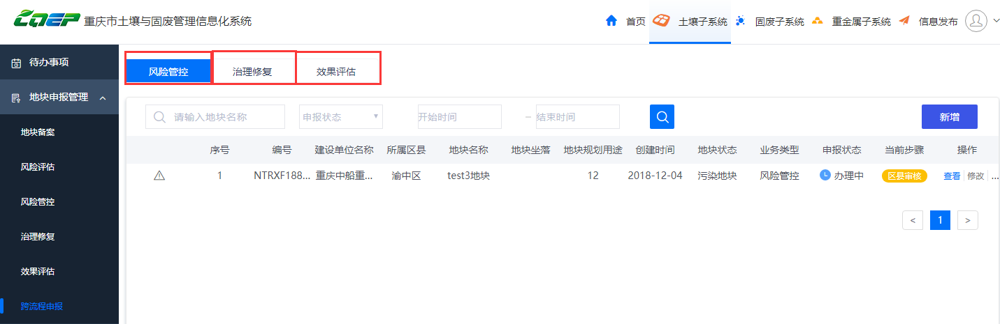 CQEP 重庆市土壤与固废管理信息化系统 首页 土壤子系统 固废子系统 重金属子系统 信息发布
待办事项
地块申报管理
地块备案
风险评估
风险管控
治理修复
效果评估
跨流程申报
风险管控 治理修复 效果评估
请输入地块名称 申报状态 开始时间 – 结束时间 新增
序号 编号 建设单位名称 所属区县 地块名称 地块坐落 地块规划用途 创建时间 地块状态 业务类型 申报状态 当前步骤 操作
1 NTRXF188... 重庆中船重... 渝中区 test3地块 12 2018-12-04 污染地块 风险管控 办理中 区县审核 查看 修改 ...
< 1 >